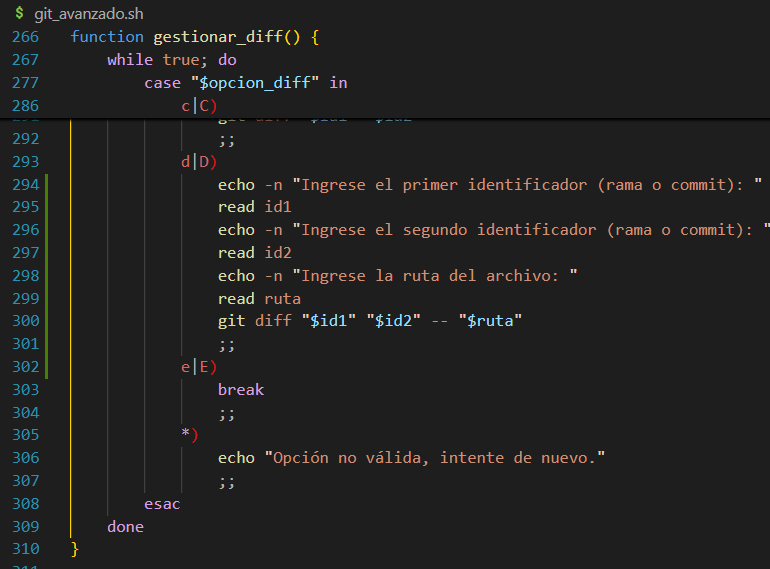 $ git_avanzado.sh
266 function gestionar_diff() {
267 while true; do
277 case "$opcion_diff" in
286 c|C)
292 ;;
293 d|D)
294 echo -n "Ingrese el primer identificador (rama o commit): "
295 read id1
296 echo -n "Ingrese el segundo identificador (rama o commit): "
297 read id2
298 echo -n "Ingrese la ruta del archivo: "
299 read ruta
300 git diff "$id1" "$id2" -- "$ruta"
301 ;;
302 e|E)
303 break
304 ;;
305 *)
306 echo "Opción no válida, intente de nuevo."
307 ;;
308 esac
309 done
310 }